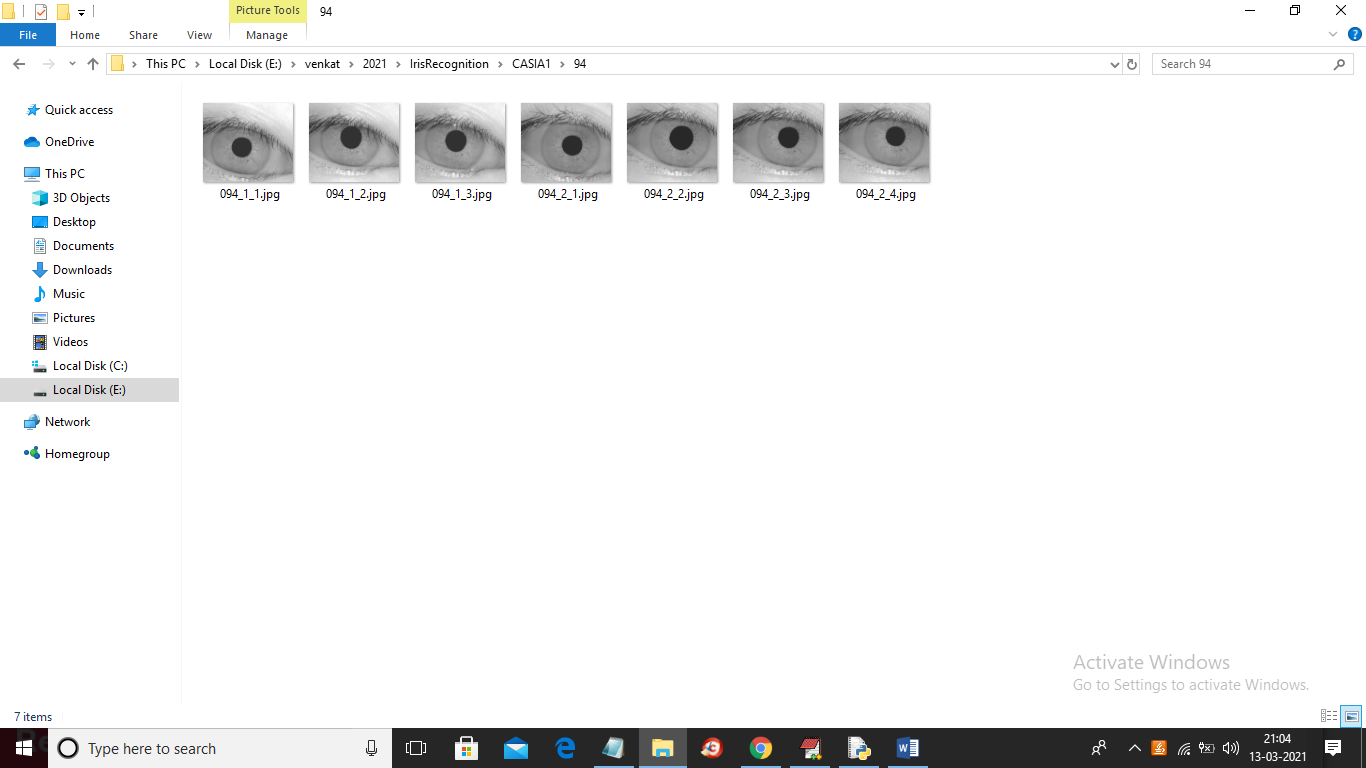 Picture Tools
94
File
Home
Share
View
Manage
This PC
Local Disk (E:)
venkat
2021
IrisRecognition
CASIA1
94
Search 94
Quick access
OneDrive
This PC
3D Objects
Desktop
Documents
Downloads
Music
Pictures
Videos
Local Disk (C:)
Local Disk (E:)
Network
Homegroup
094_1_1.jpg
094_1_2.jpg
094_1_3.jpg
094_2_1.jpg
094_2_2.jpg
094_2_3.jpg
094_2_4.jpg
Activate Windows
Go to Settings to activate Windows.
7 items
Type here to search
21:04
13-03-2021